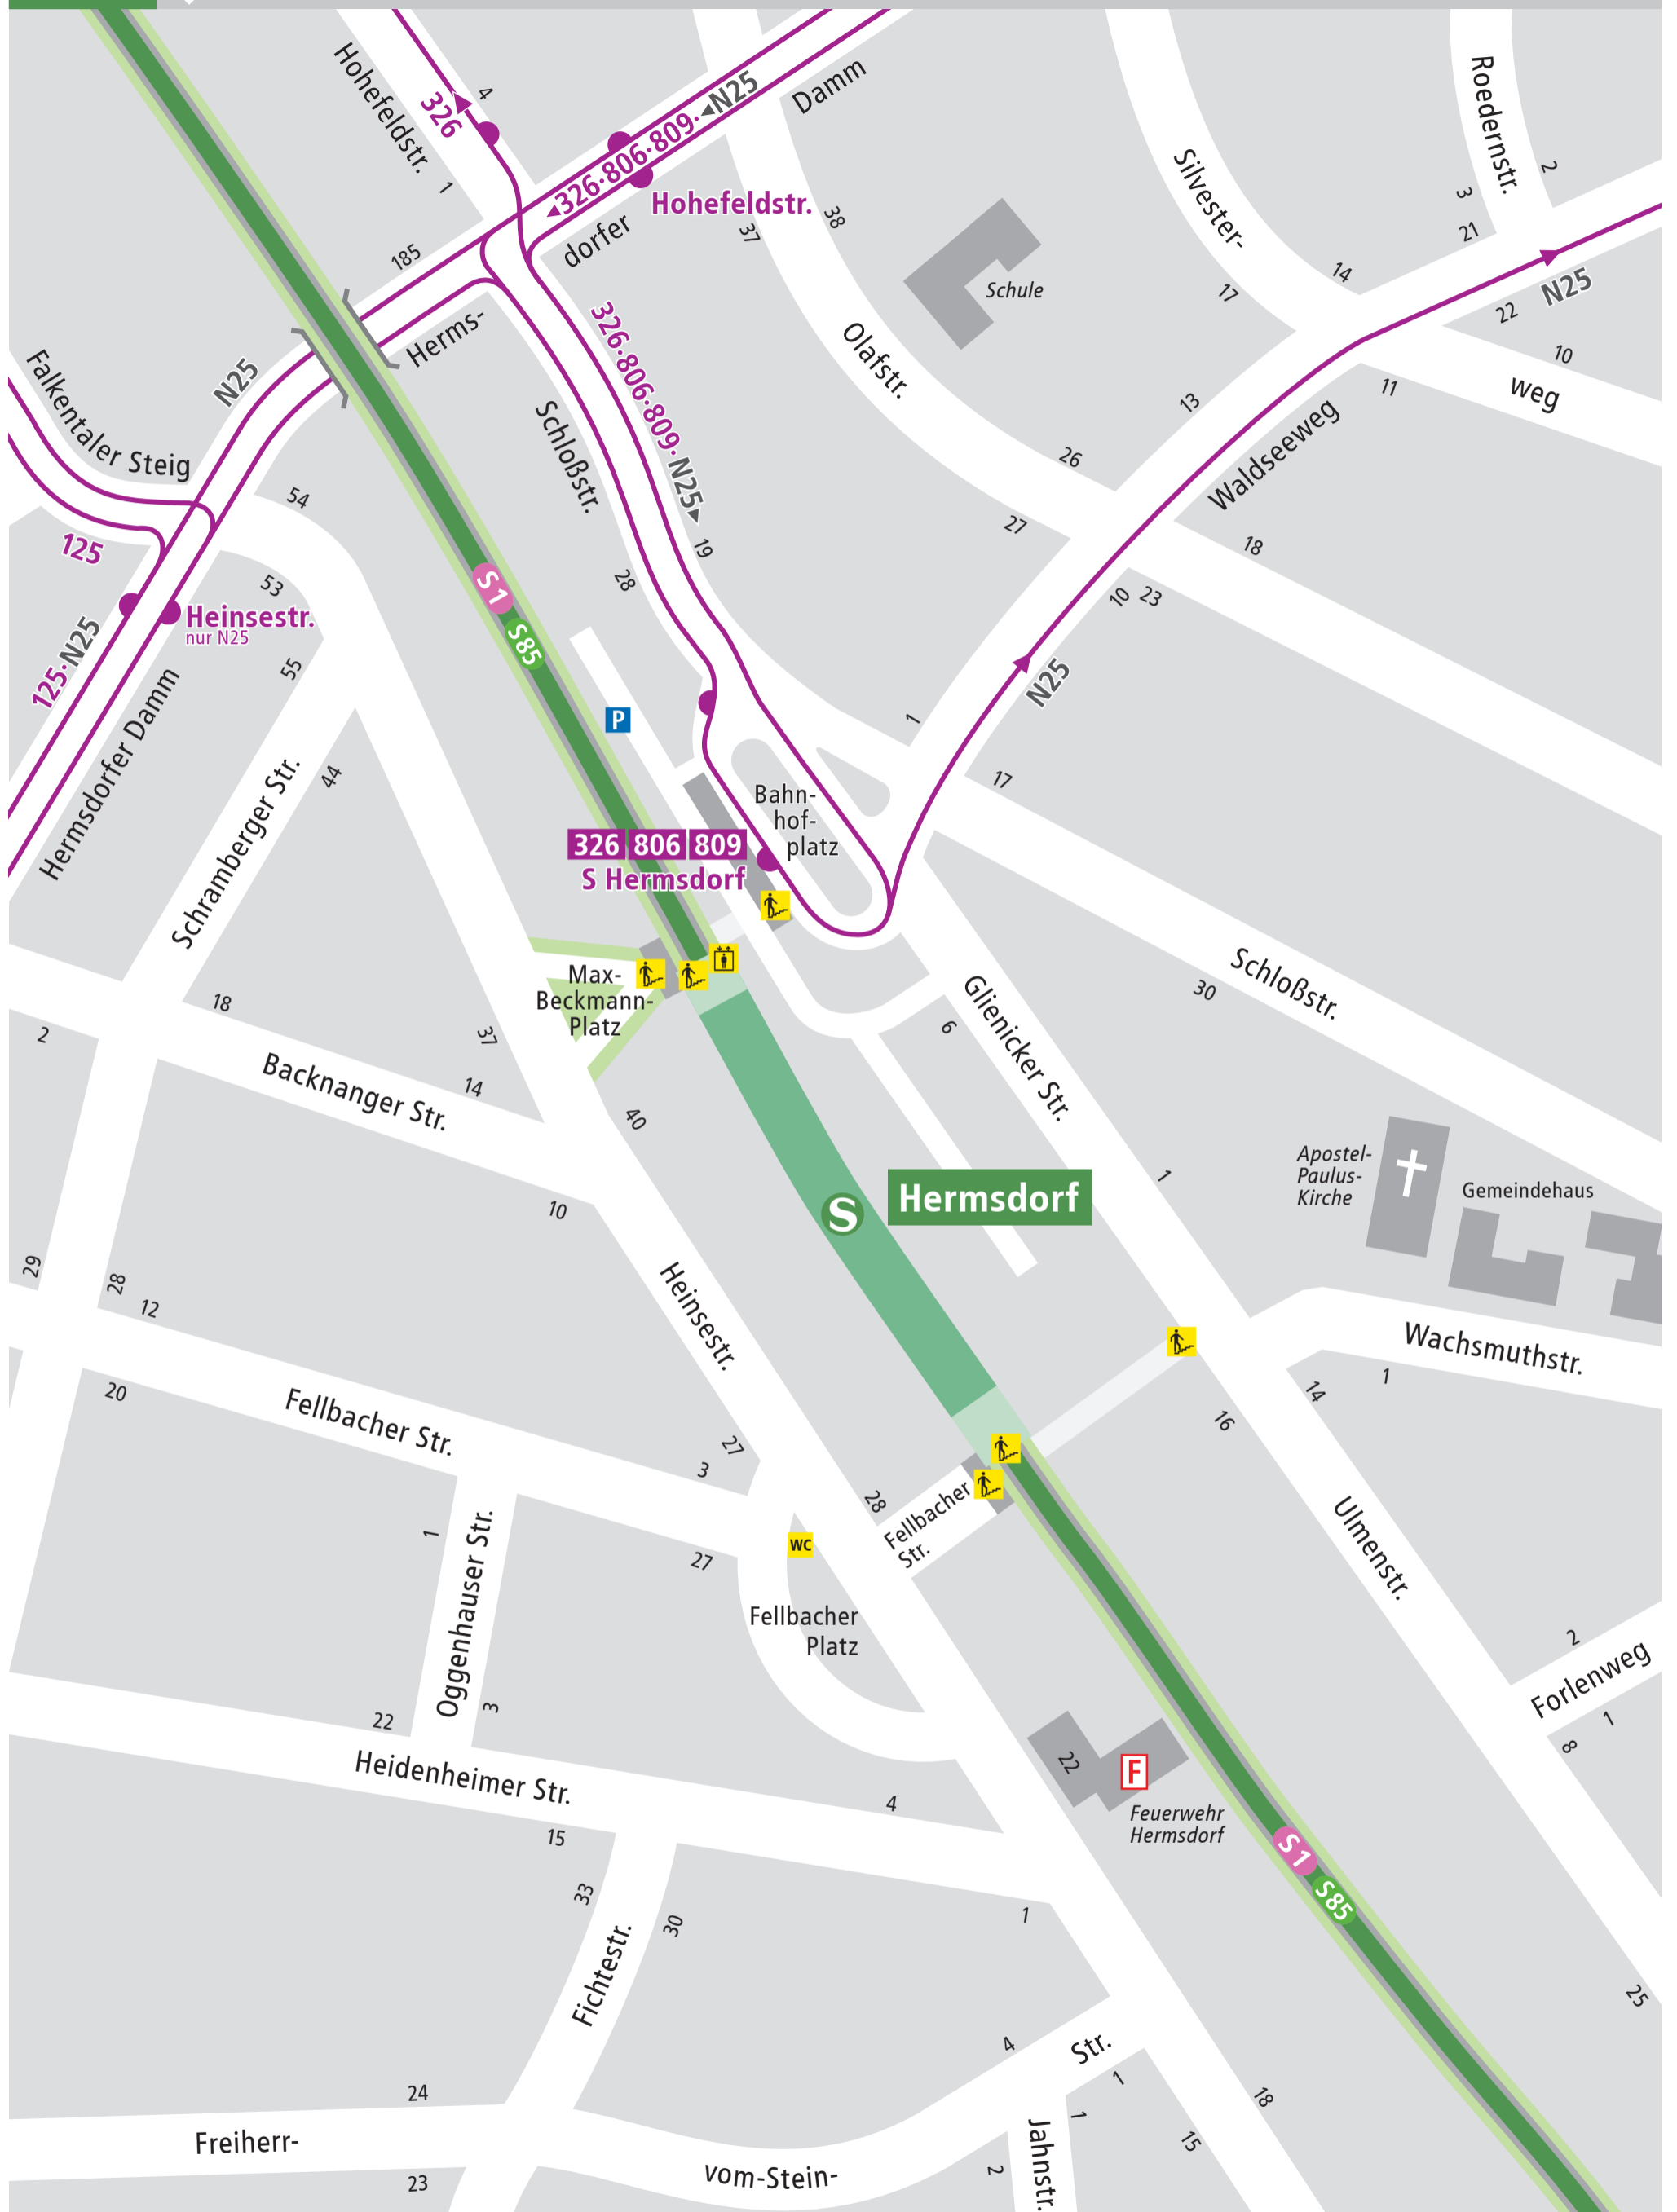 Hohefeldstr.
326
4
1
◄326·806·809·◄N25
Damm
Hohefeldstr.
dorfer
Herms-
185
37
38
Schule
Silvester-
Roedernstr.
2
3
21
14
17
N25
22
10
11
weg
Falkentaler Steig
N25
125
54
53
55
Heinsestr.
nur N25
125·N25
Hermsdorfer Damm
Schloßstr.
326·806·809·N25►
Olafstr.
26
27
13
Waldseeweg
18
10
23
19
28
S1
S85
P
N25
1
17
Schramberger Str.
44
Bahn-
hof-
platz
326
806
809
S Hermsdorf
Max-
Beckmann-
Platz
18
2
37
14
Backnanger Str.
40
10
6
Glienicker Str.
Schloßstr.
30
1
Apostel-
Paulus-
Kirche
Gemeindehaus
S
Hermsdorf
29
28
12
20
Heinsestr.
Wachsmuthstr.
1
14
16
Fellbacher Str.
27
3
28
Fellbacher
Str.
WC
1
27
Oggenhauser Str.
Fellbacher
Platz
Ulmenstr.
2
Forlenweg
1
8
3
22
Heidenheimer Str.
22
F
Feuerwehr
Hermsdorf
4
15
S1
S85
33
30
1
Fichtestr.
25
4
Str.
1
1
18
24
Freiherr-
23
vom-Stein-
Jahnstr.
2
15